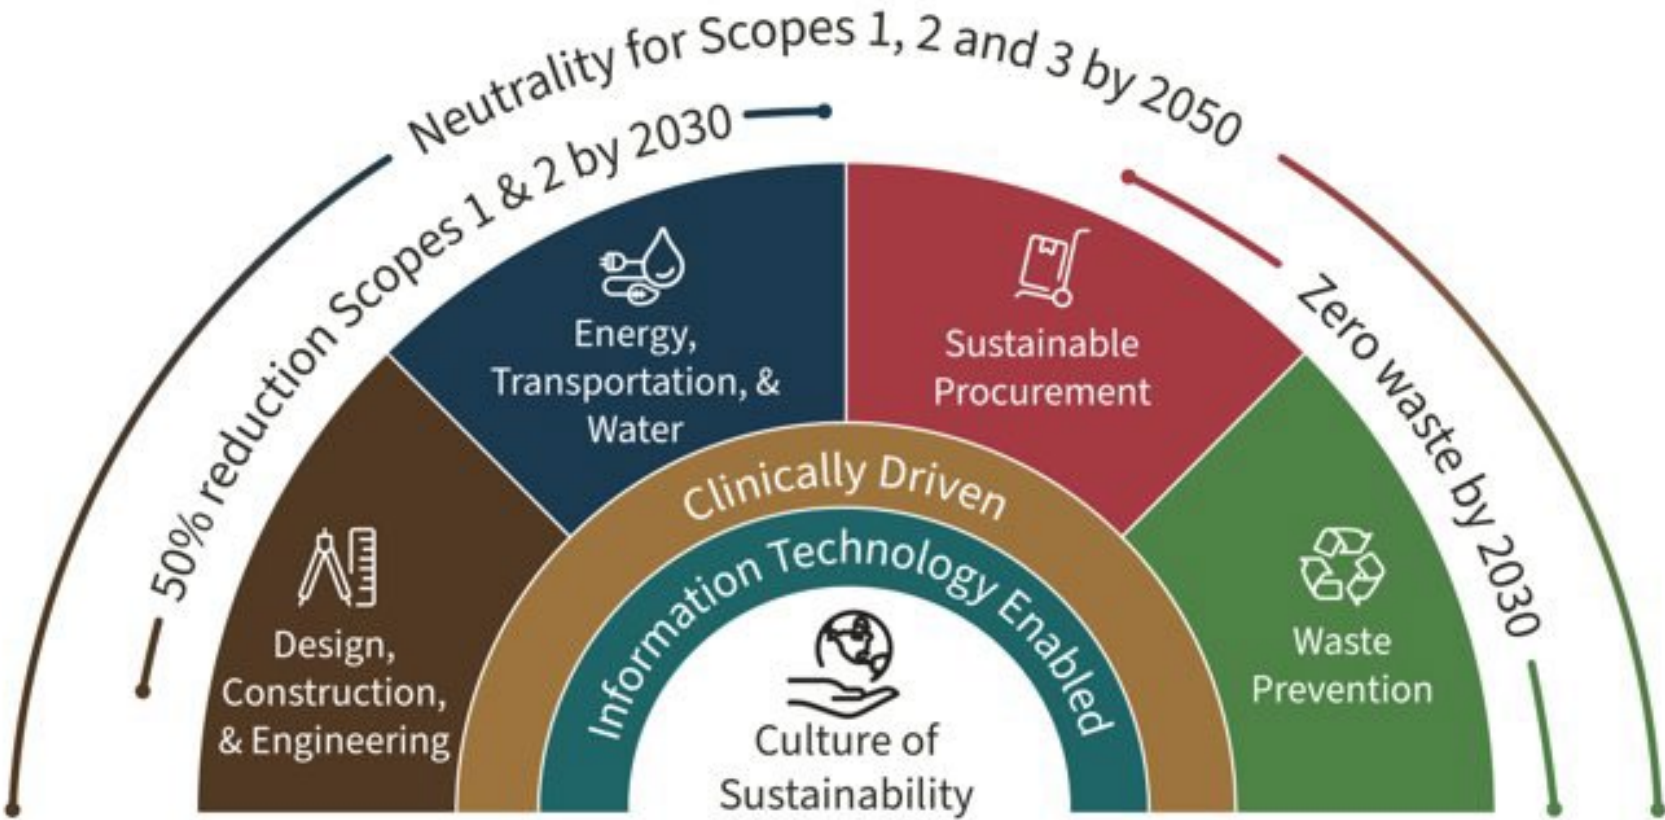 Neutrality for Scopes 1, 2 and 3 by 2050
50% reduction Scopes 1 & 2 by 2030
Zero waste by 2030
Design,
Construction,
& Engineering
Energy,
Transportation, &
Water
Sustainable
Procurement
Waste
Prevention
Clinically Driven
Information Technology Enabled
Culture of
Sustainability